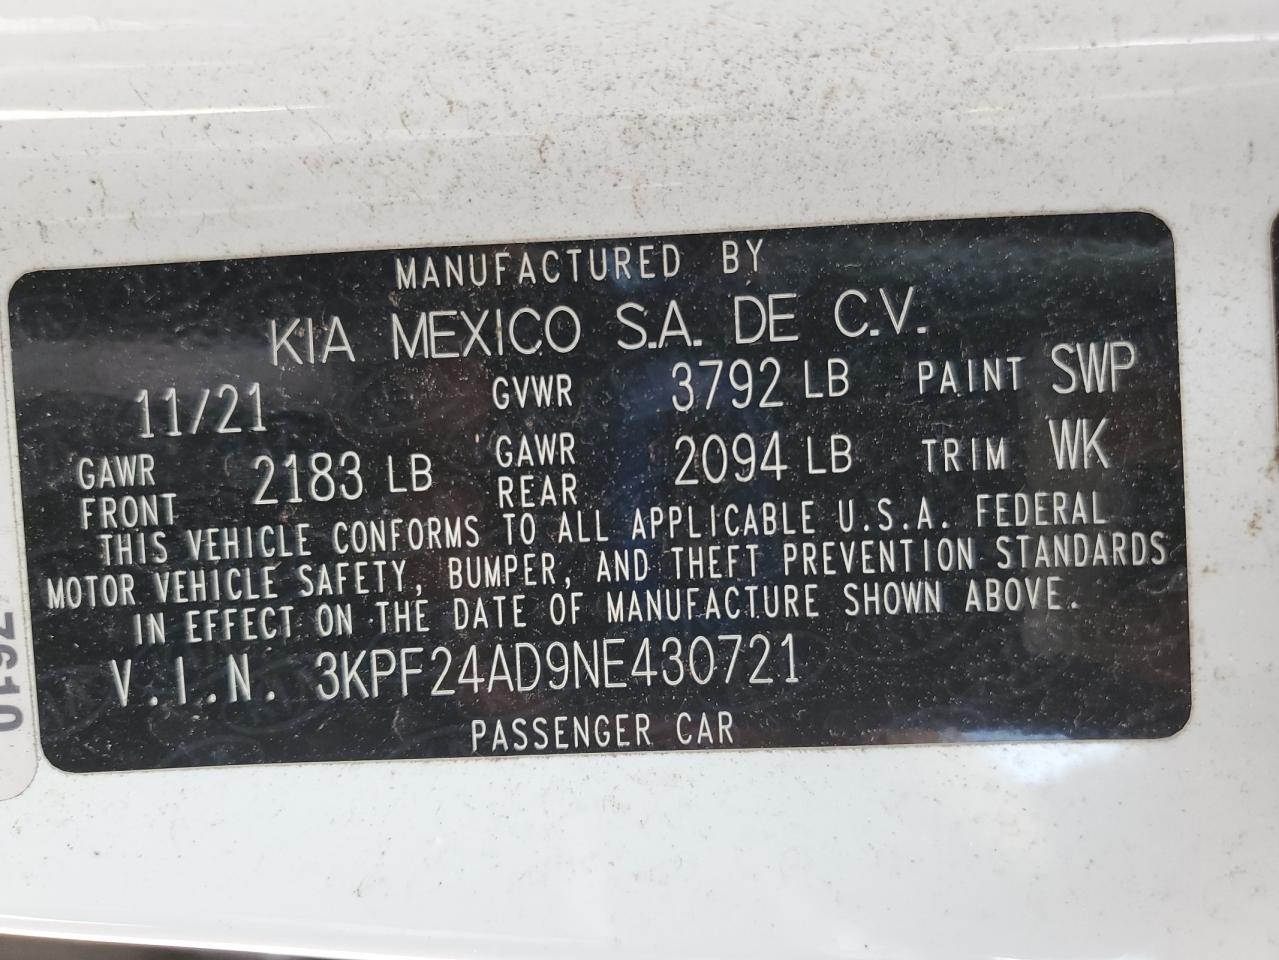 MANUFACTURED BY
KIA MEXICO S.A. DE C.V.
11/21 GVWR 3792 LB PAINT SWP
GAWR FRONT 2183 LB GAWR REAR 2094 LB TRIM WK
THIS VEHICLE CONFORMS TO ALL APPLICABLE U.S.A. FEDERAL
MOTOR VEHICLE SAFETY, BUMPER, AND THEFT PREVENTION STANDARDS
IN EFFECT ON THE DATE OF MANUFACTURE SHOWN ABOVE.
V.I.N. 3KPF24AD9NE430721
PASSENGER CAR